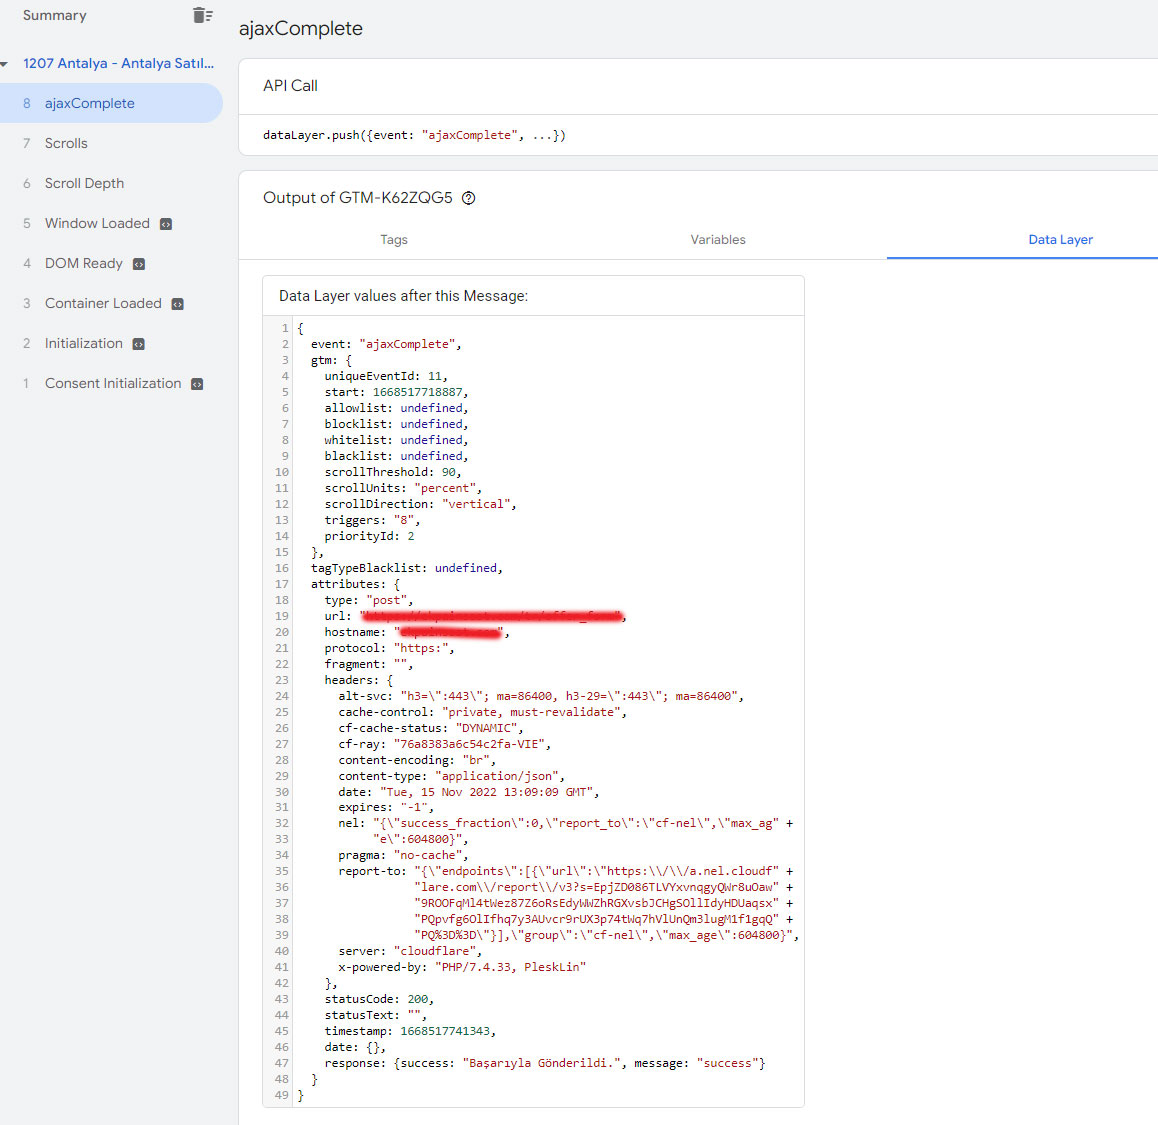 Summary
1207 Antalya - Antalya Satıl...
8 ajaxComplete
7 Scrolls
6 Scroll Depth
5 Window Loaded
4 DOM Ready
3 Container Loaded
2 Initialization
1 Consent Initialization
ajaxComplete
API Call
dataLayer.push({event: "ajaxComplete", ...})
Output of GTM-K62ZQG5
Tags Variables Data Layer
Data Layer values after this Message:
1 {
2 event: "ajaxComplete",
3 gtm: {
4 uniqueEventId: 11,
5 start: 1668517718887,
6 allowlist: undefined,
7 blocklist: undefined,
8 whitelist: undefined,
9 blacklist: undefined,
10 scrollThreshold: 90,
11 scrollUnits: "percent",
12 scrollDirection: "vertical",
13 triggers: "8",
14 priorityId: 2
15 },
16 tagTypeBlacklist: undefined,
17 attributes: {
18 type: "post",
19 url:
20 hostname:
21 protocol: "https:",
22 fragment: "",
23 headers: {
24 alt-svc: "h3=\":443\"; ma=86400, h3-29=\":443\"; ma=86400",
25 cache-control: "private, must-revalidate",
26 cf-cache-status: "DYNAMIC",
27 cf-ray: "76a8383a6c54c2fa-VIE",
28 content-encoding: "br",
29 content-type: "application/json",
30 date: "Tue, 15 Nov 2022 13:09:09 GMT",
31 expires: "-1",
32 nel: "{\"success_fraction\":0,\"report_to\":\"cf-nel\",\"max_ag" +
33 "e\":604800}",
34 pragma: "no-cache",
35 report-to: "{\"endpoints\":[{\"url\":\"https:\\/\\/a.nel.cloudf" +
36 "lare.com\\/report\\/v3?s=EpjZD086TLVYxvnqgyQWr8uOaw" +
37 "9ROOFqMl4tWez87Z6oRsEdyWWZhRGXvsbJCHgSOllIdyHDUaqsx" +
38 "PQpvfg6OlIfhq7y3AUvcr9rUX3p74tWq7hVlUnQm3lugM1f1gqQ" +
39 "PQ%3D%3D\"}],\"group\":\"cf-nel\",\"max_age\":604800}",
40 server: "cloudflare",
41 x-powered-by: "PHP/7.4.33, PleskLin"
42 },
43 statusCode: 200,
44 statusText: "",
45 timestamp: 1668517741343,
46 date: {},
47 response: {success: "Başarıyla Gönderildi.", message: "success"}
48 }
49 }